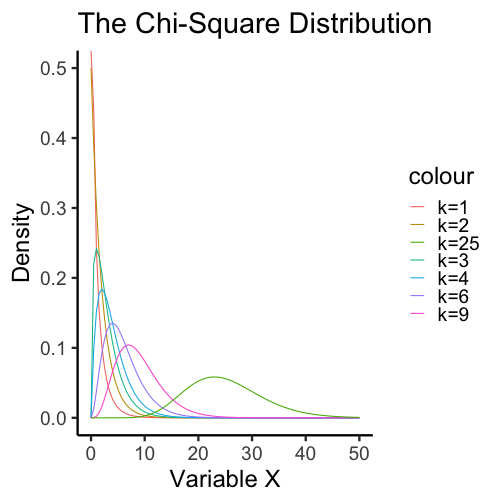 The Chi-Square Distribution
0.5
0.4
0.3
0.2
0.1
0.0
Density
0 10 20 30 40 50
Variable X
colour
k=1
k=2
k=25
k=3
k=4
k=6
k=9